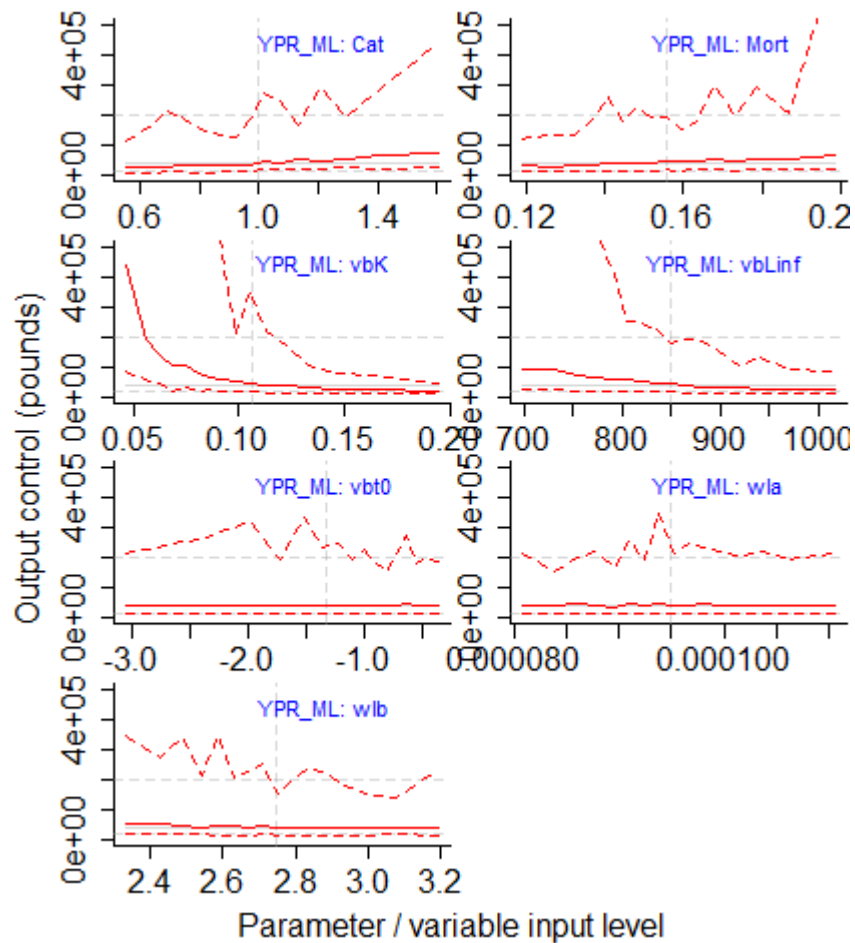 YPR_ML: Cat
0e+00 4e+05
0.6 1.0 1.4
YPR_ML: Mort
0e+00 4e+05
0.12 0.16 0.2
YPR_ML: vbK
0e+00 4e+05
0.05 0.10 0.15 0.20
YPR_ML: vbLinf
0e+00 4e+05
700 800 900 1000
YPR_ML: vbt0
0e+00 4e+05
-3.0 -2.0 -1.0
YPR_ML: wla
0e+00 4e+05
0.000080 0.000100
YPR_ML: wlb
0e+00 4e+05
2.4 2.6 2.8 3.0 3.2
Output control (pounds)
Parameter / variable input level